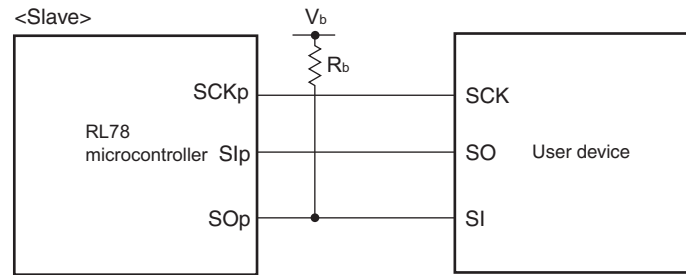 <Slave>
Vb
Rb
SCKp
SCK
RL78
microcontroller
SIp
SO
User device
SOp
SI